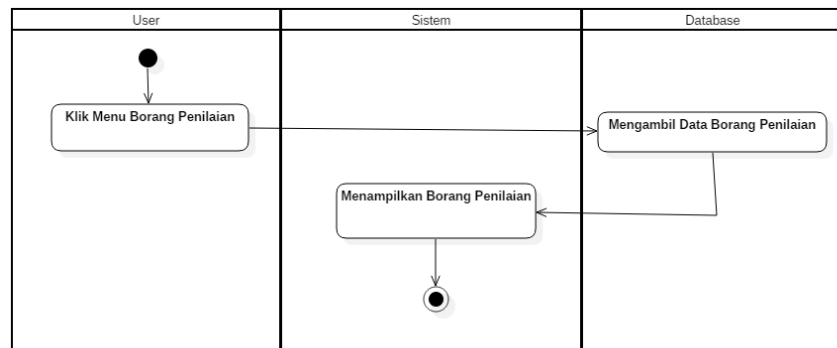 User
Sistem
Database
Klik Menu Borang Penilaian
Mengambil Data Borang Penilaian
Menampilkan Borang Penilaian